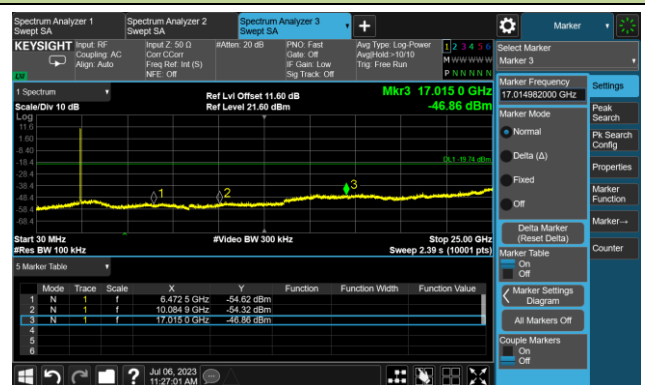 Spectrum Analyzer 1
Swept SA
Spectrum Analyzer 2
Swept SA
Spectrum Analyzer 3
Swept SA
Marker
KEYSIGHT
Input: RF
Coupling: AC
Align: Auto
Input Z: 50 Ω
Corr CCorr
Freq Ref: Int (S)
NFE: Off
#Atten: 20 dB
PNO: Fast
Gate: Off
IF Gain: Low
Sig Track: Off
Avg Type: Log-Power
Avg|Hold:>10/10
Trig: Free Run
1 2 3 4 5 6
M W W W W W
P N N N N N
LW
Select Marker
Marker 3
1 Spectrum
Scale/Div 10 dB
Ref Lvl Offset 11.60 dB
Ref Level 21.60 dBm
Mkr3 17.015 0 GHz
-46.86 dBm
Log
11.6
1.60
-8.40
-18.4
-28.4
-38.4
-48.4
-58.4
-68.4
DL1 -19.74 dBm
1
2
3
Start 30 MHz
#Res BW 100 kHz
#Video BW 300 kHz
Stop 25.00 GHz
Sweep 2.39 s (10001 pts)
5 Marker Table
Mode Trace Scale X Y Function Function Width Function Value
1 N 1 f 6.472 5 GHz -54.62 dBm
2 N 1 f 10.084 9 GHz -54.32 dBm
3 N 1 f 17.015 0 GHz -46.86 dBm
4
5
6
Marker Frequency
17.014982000 GHz
Marker Mode
Normal
Delta (Δ)
Fixed
Off
Delta Marker
(Reset Delta)
Marker Table
On
Off
Marker Settings
Diagram
All Markers Off
Couple Markers
On
Off
Settings
Peak
Search
Pk Search
Config
Properties
Marker
Function
Marker→
Counter
Jul 06, 2023
11:27:01 AM